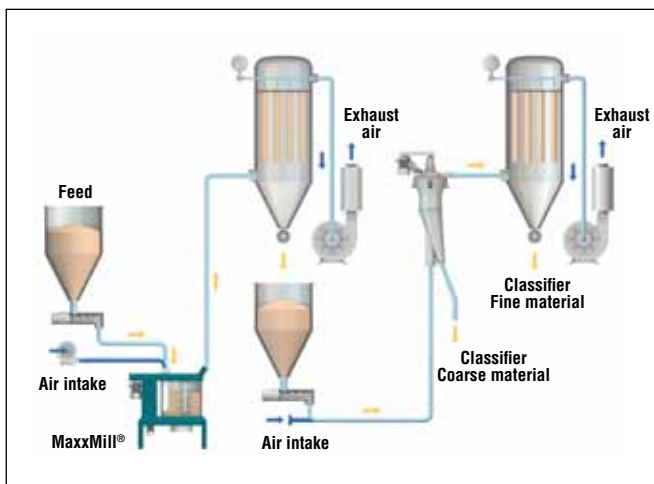 Exhaust
air
Exhaust
air
Feed
Classifier
Fine material
Classifier
Coarse material
Air intake
MaxxMill®
Air intake